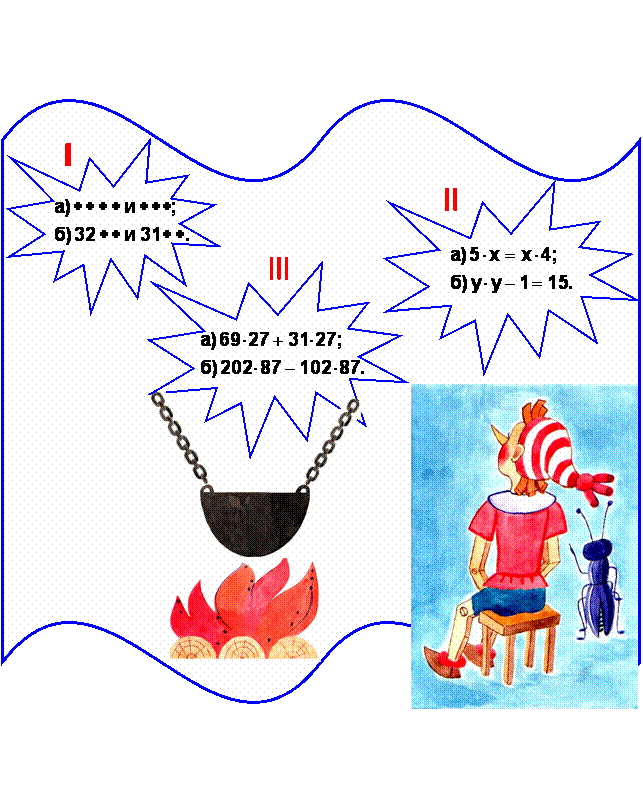 I
а) ++++ и +++;
б) 32 ++ и 31++.
II
а) 5 · x = x · 4;
б) у · у – 1 = 15.
III
а) 69 · 27 + 31 · 27;
б) 202 · 87 – 102 · 87.